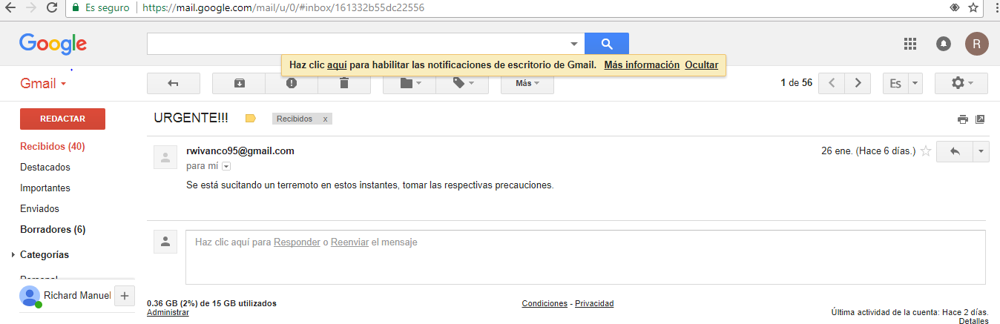 Es seguro | https://mail.google.com/mail/u/0/#inbox/161332b55dc22556
Google
R
Haz clic aquí para habilitar las notificaciones de escritorio de Gmail. Más información Ocultar
Gmail
Más
1 de 56
Es
REDACTAR
URGENTE!!!
Recibidos x
Recibidos (40)
rwivanco95@gmail.com
26 ene. (Hace 6 días.)
Destacados
para mí
Importantes
Se está sucitando un terremoto en estos instantes, tomar las respectivas precauciones.
Enviados
Borradores (6)
Haz clic aquí para Responder o Reenviar el mensaje
Categorías
Personal
Richard Manuel
+
0.36 GB (2%) de 15 GB utilizados
Administrar
Condiciones - Privacidad
Última actividad de la cuenta: Hace 2 días.
Detalles